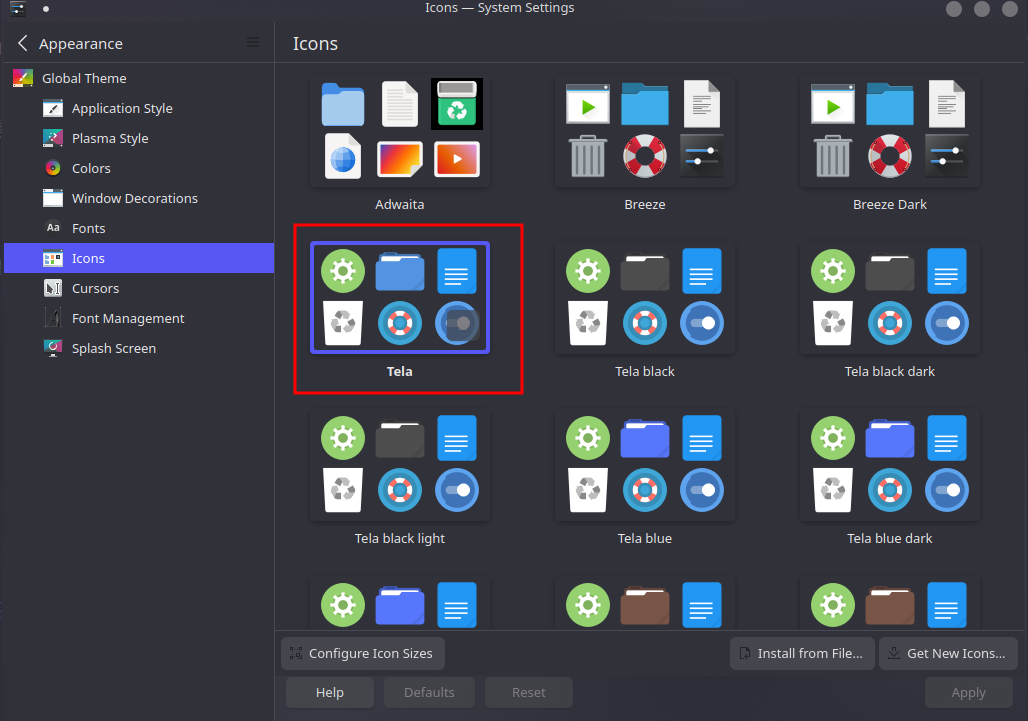 Icons — System Settings
Appearance
Icons
Global Theme
Application Style
Plasma Style
Colors
Window Decorations
Aa Fonts
Icons
Cursors
Font Management
Splash Screen
Adwaita
Breeze
Breeze Dark
Tela
Tela black
Tela black dark
Tela black light
Tela blue
Tela blue dark
Configure Icon Sizes
Install from File...
Get New Icons...
Help
Defaults
Reset
Apply